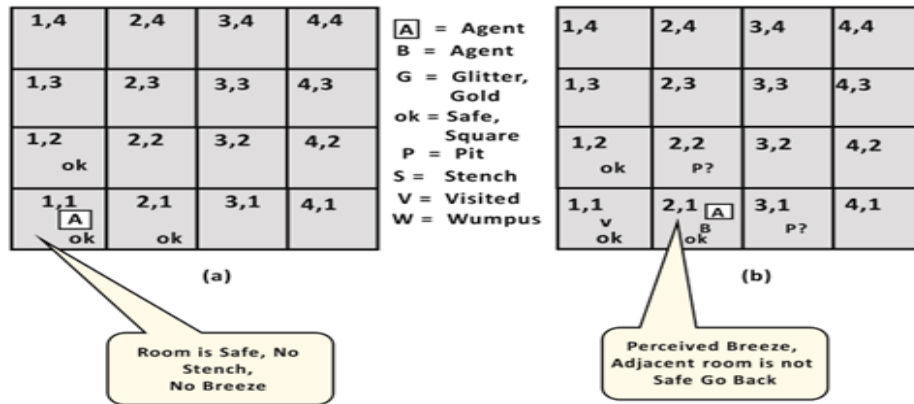 1,4 2,4 3,4 4,4
1,3 2,3 3,3 4,3
1,2 2,2 3,2 4,2
ok
1,1 2,1 3,1 4,1
A
ok ok
(a)
Room is Safe, No
Stench,
No Breeze
A = Agent
B = Agent
G = Glitter,
Gold
ok = Safe,
Square
P = Pit
S = Stench
V = Visited
W = Wumpus
1,4 2,4 3,4 4,4
1,3 2,3 3,3 4,3
1,2 2,2 3,2 4,2
ok P?
1,1 2,1 A 3,1 4,1
v B P?
ok ok
(b)
Perceived Breeze,
Adjacent room is not
Safe Go Back